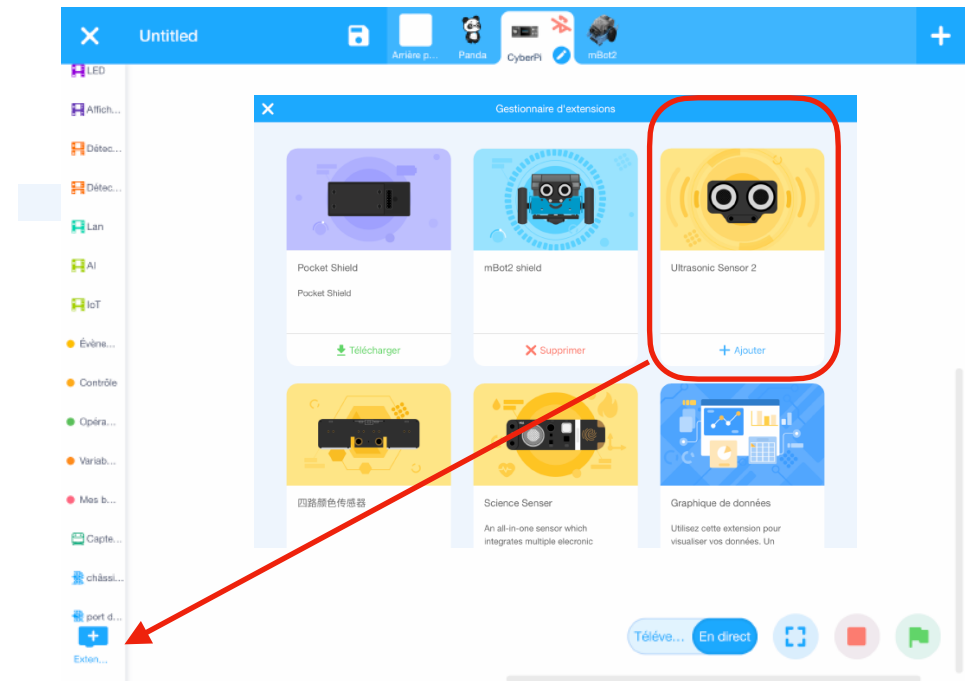 Untitled
Arrière p...
Panda
CyberPi
mBot2
LED
Affich...
Détec...
Détec...
Lan
AI
IoT
Évène...
Contrôle
Opéra...
Variab...
Mes b...
Capte...
châssi...
port d...
Exten...
Gestionnaire d'extensions
Pocket Shield
Pocket Shield
Télécharger
mBot2 shield
Supprimer
Ultrasonic Sensor 2
Ajouter
四路颜色传感器
Science Senser
An all-in-one sensor which
integrates multiple elecronic
Graphique de données
Utilisez cette extension pour
visualiser vos données. Un
Téléve...
En direct